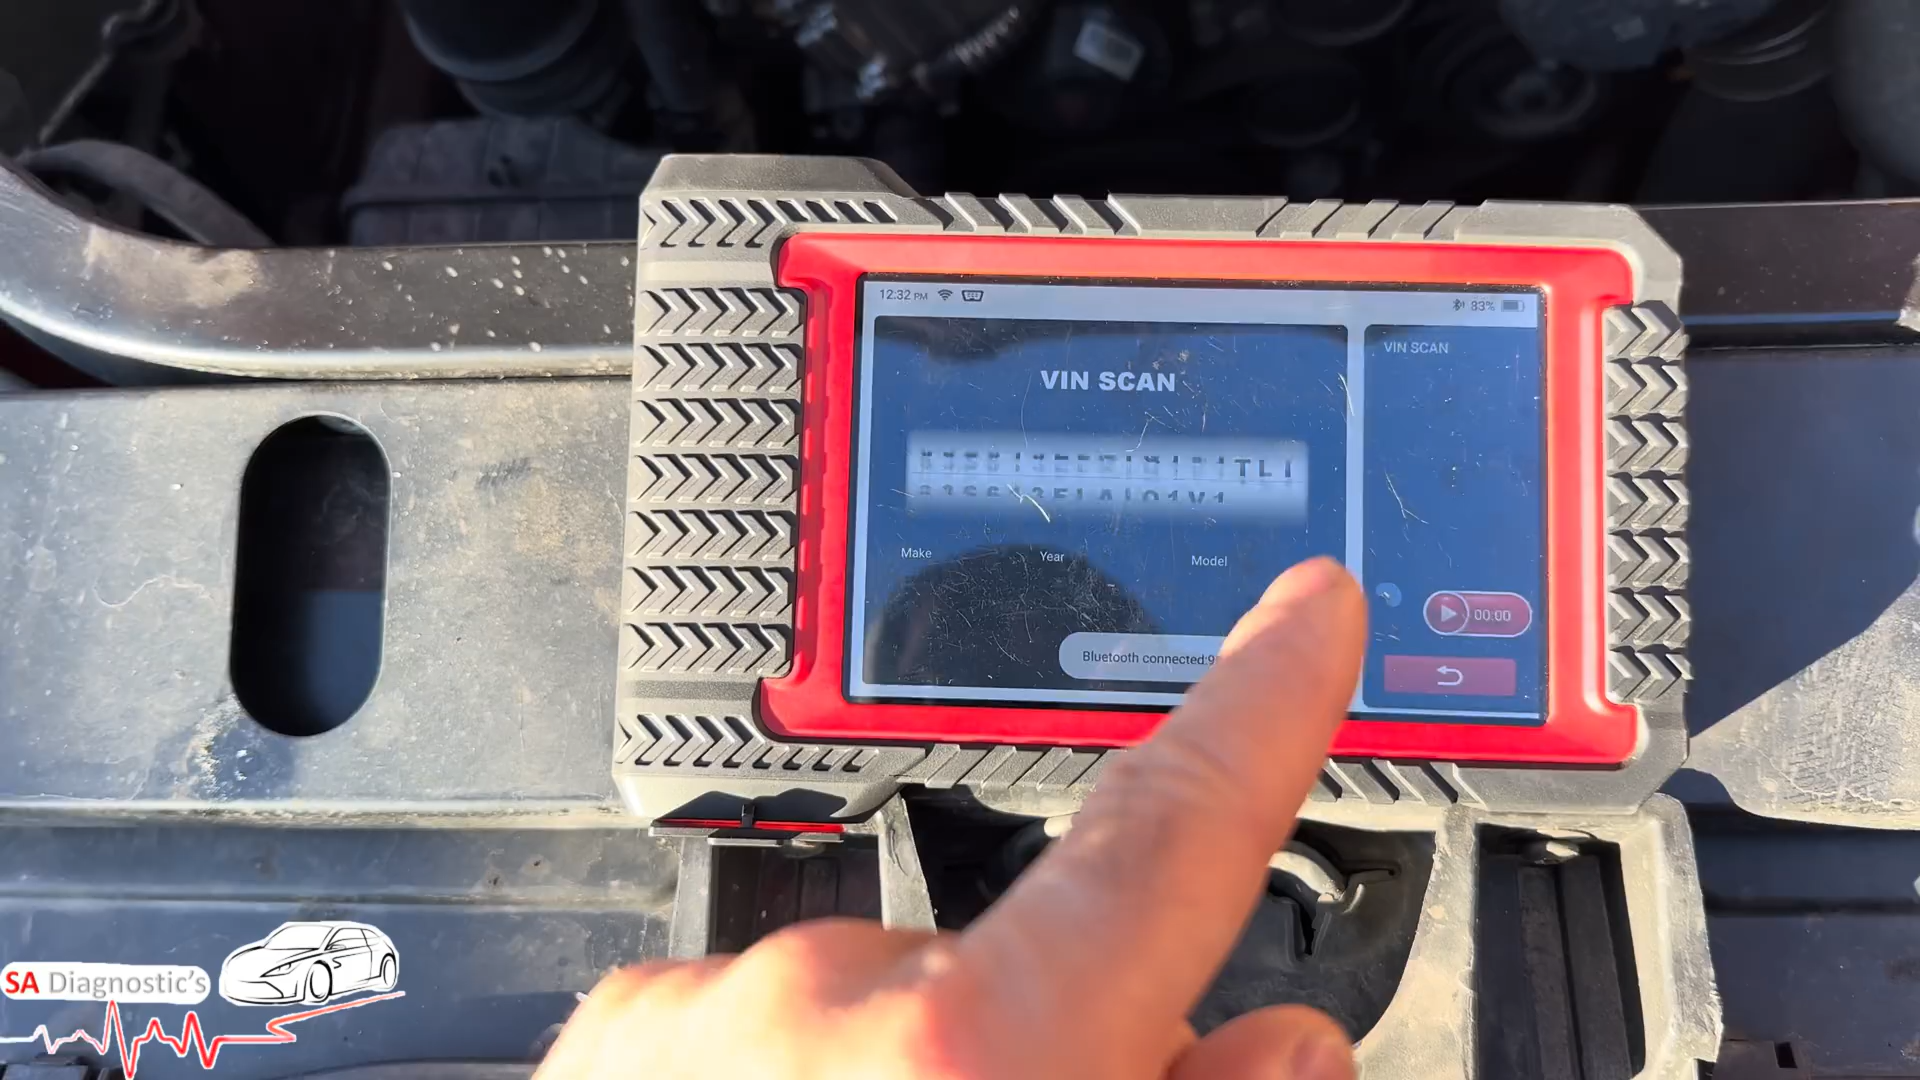 12:32 PM
83%
VIN SCAN
VIN SCAN
Make
Year
Model
-
Bluetooth connected:9
00:00
SA Diagnostic's